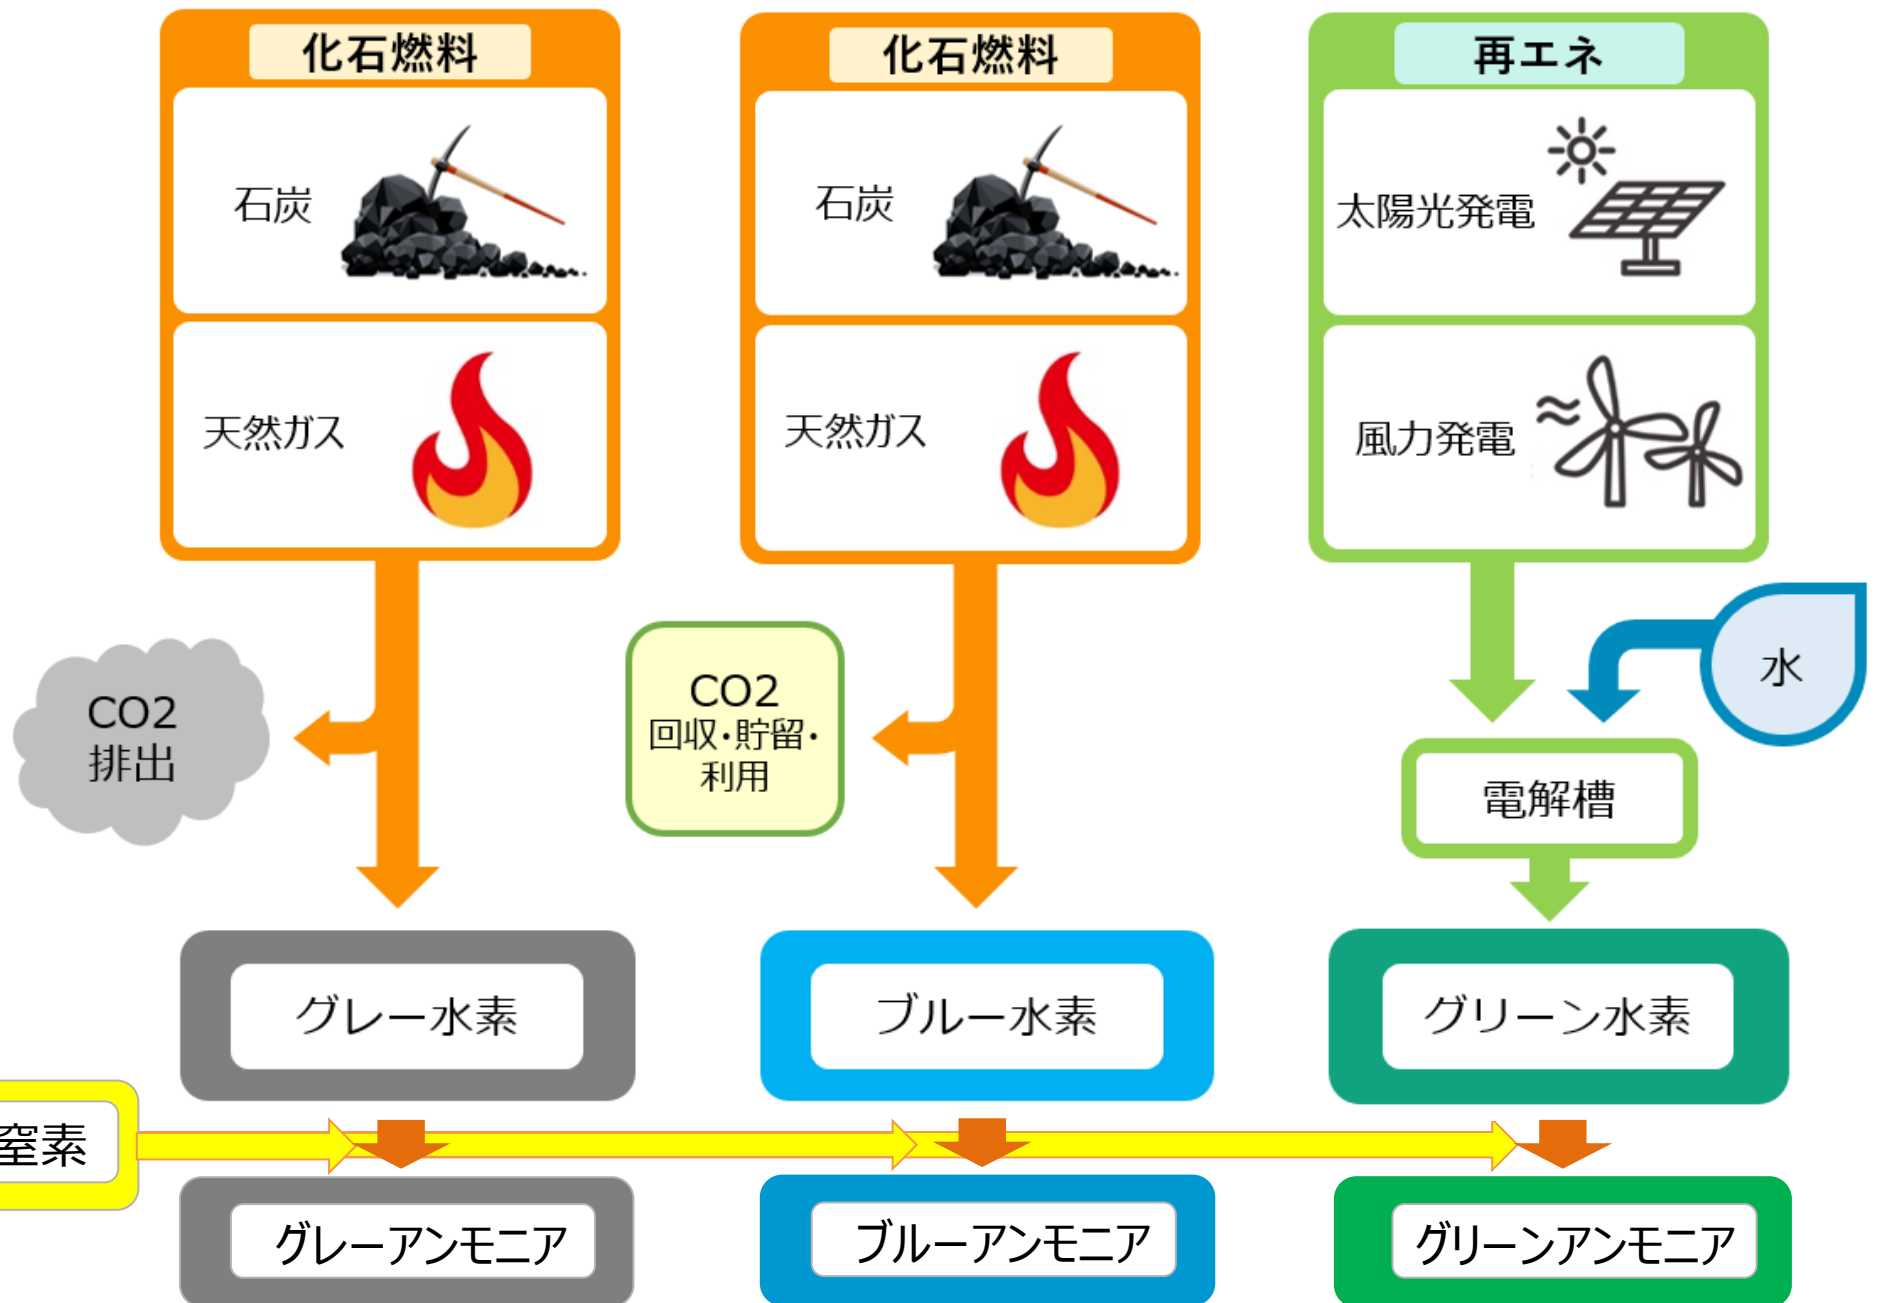 化石燃料
石炭
天然ガス
化石燃料
石炭
天然ガス
再エネ
太陽光発電
風力発電
CO2
排出
CO2
回収・貯留・
利用
水
電解槽
グレー水素
ブルー水素
グリーン水素
窒素
グレーアンモニア
ブルーアンモニア
グリーンアンモニア